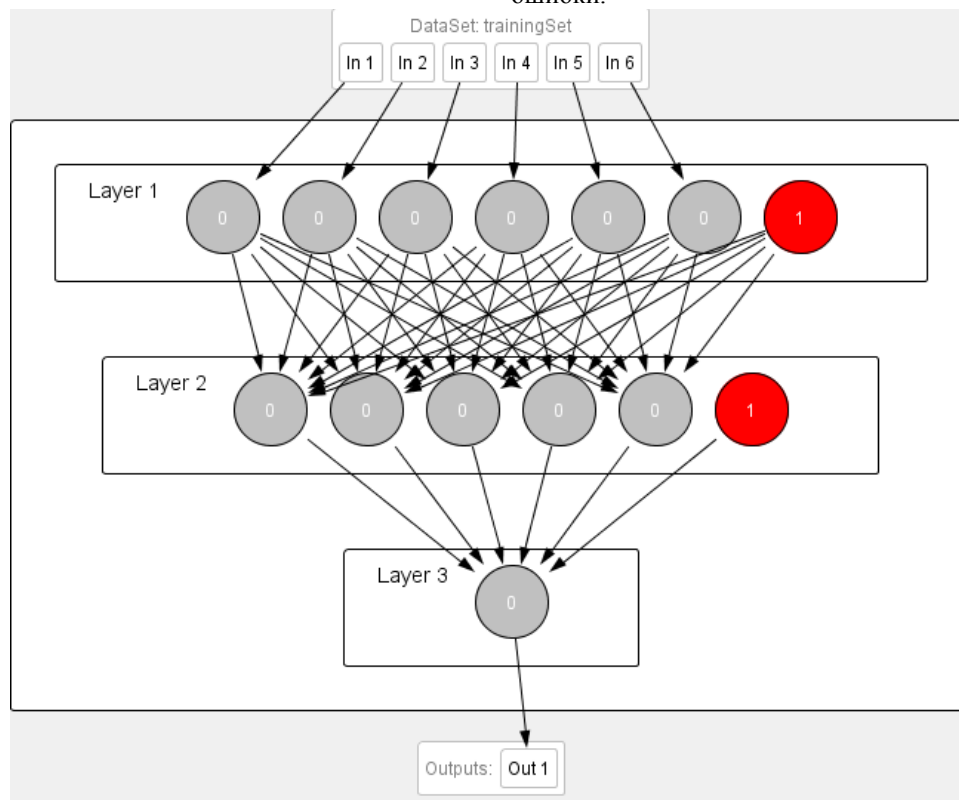 ошибки.
DataSet: trainingSet
In 1 In 2 In 3 In 4 In 5 In 6
Layer 1
0 0 0 0 0 0 1
Layer 2
0 0 0 0 0 1
Layer 3
0
Outputs: Out 1